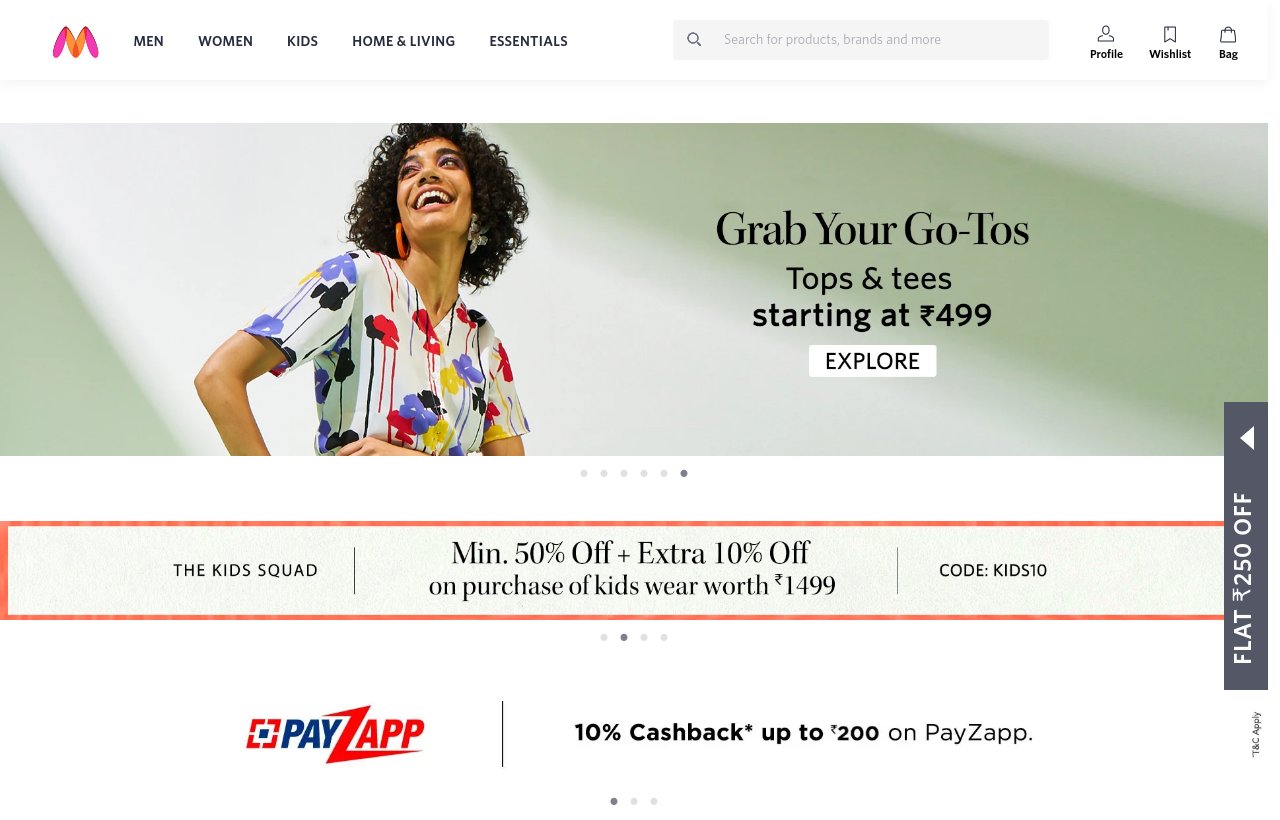 MEN WOMEN KIDS HOME & LIVING ESSENTIALS Search for products, brands and more
Profile Wishlist Bag
Grab Your Go-Tos
Tops & tees
starting at ₹499
EXPLORE
FLAT ₹250 OFF
THE KIDS SQUAD
Min. 50% Off + Extra 10% Off
on purchase of kids wear worth ₹1499
CODE: KIDS10
PAYZAPP
10% Cashback* up to ₹200 on PayZapp.
*T&C Apply